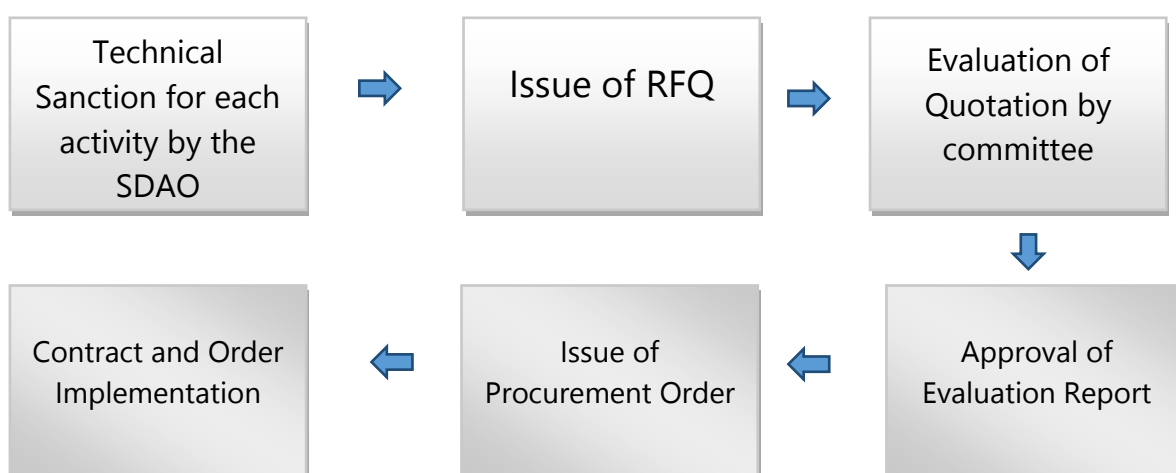 Technical
Sanction for each
activity by the
SDAO
Issue of RFQ
Evaluation of
Quotation by
committee
Approval of
Evaluation Report
Issue of
Procurement Order
Contract and Order
Implementation